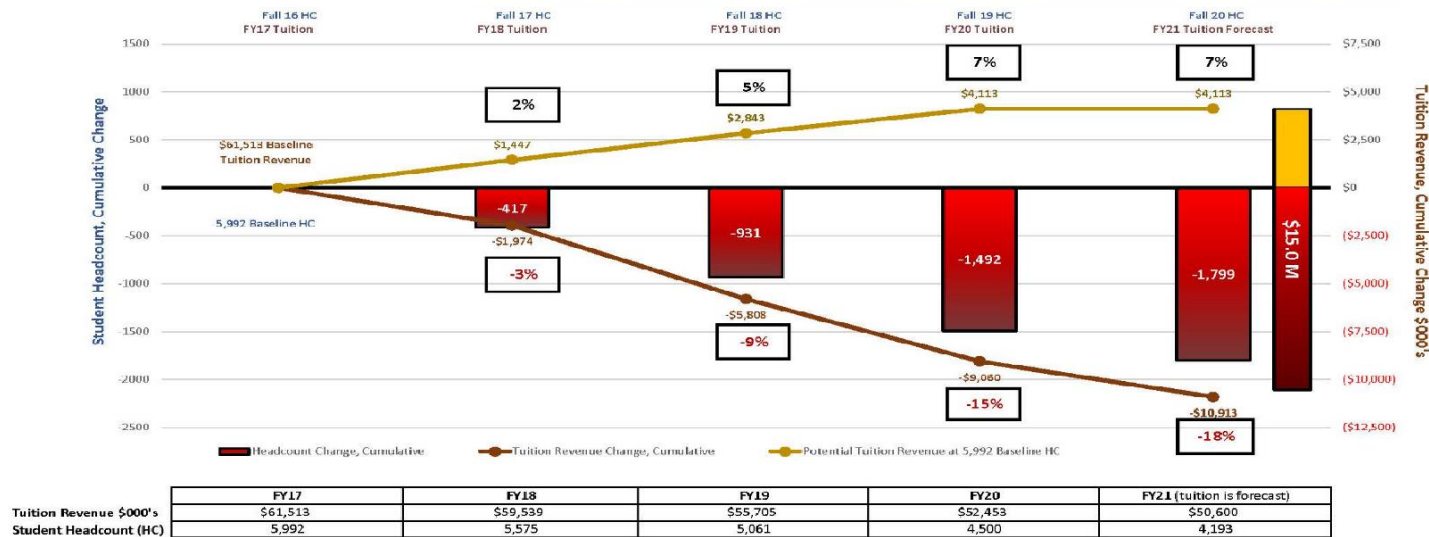 Fall 16 HC Fall 17 HC Fall 18 HC Fall 19 HC Fall 20 HC
FY17 Tuition FY18 Tuition FY19 Tuition FY20 Tuition FY21 Tuition Forecast
1500 $7,500
7% 7%
5%
2%
1000 $4,113 $4,113 $5,000
$2,843
500 $61,513 Baseline $1,447 $2,500
Tuition Revenue
0 $0
-417
5,992 Baseline HC
-931 -1,492 -1,799 $15.0 M
-500 -$1,974 ($2,500)
-3%
-1000 ($5,000)
-$5,808
-9%
-1500 ($7,500)
-$9,060
-2000 ($10,000)
-15%
-$10,913
-2500 -18% ($12,500)
Student Headcount, Cumulative Change
Tuition Revenue, Cumulative Change $000's
Headcount Change, Cumulative Tuition Revenue Change, Cumulative Potential Tuition Revenue at 5,992 Baseline HC
FY17 FY18 FY19 FY20 FY21 (tuition is forecast)
Tuition Revenue $000's $61,513 $59,539 $55,705 $52,453 $50,600
Student Headcount (HC) 5,992 5,575 5,061 4,500 4,193